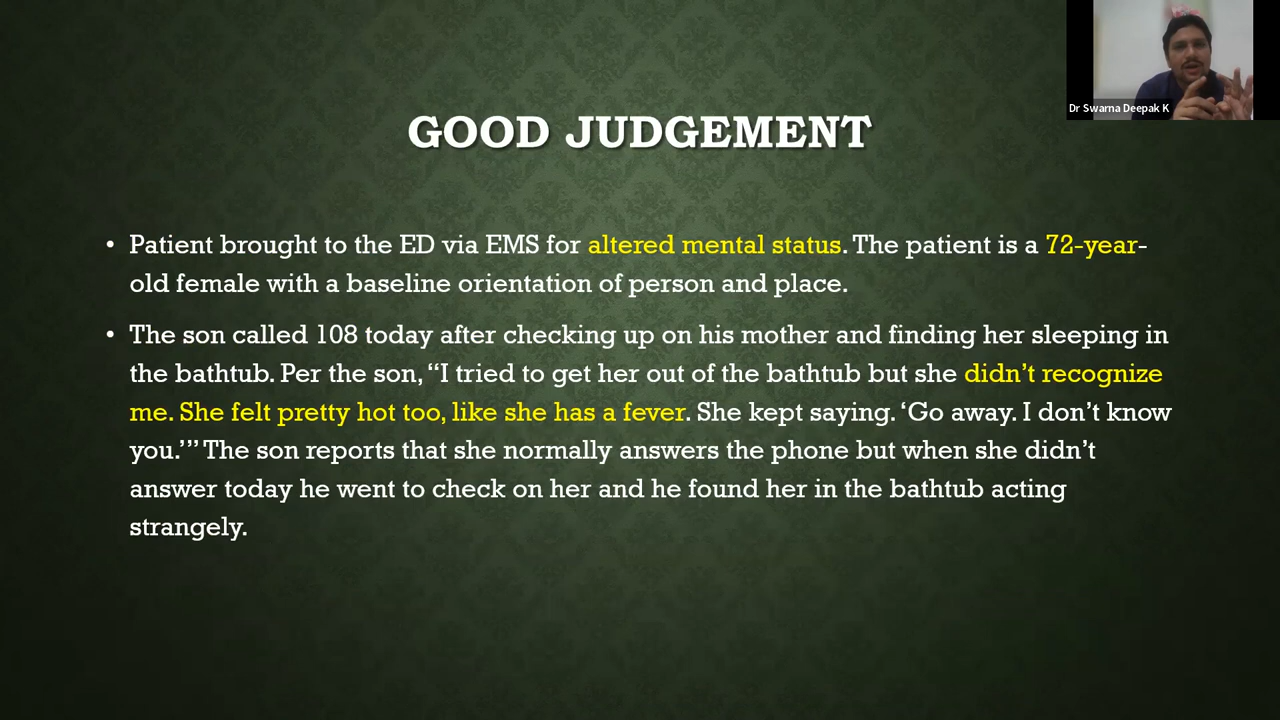 Dr Swarna Deepak K
GOOD JUDGEMENT
• Patient brought to the ED via EMS for altered mental status. The patient is a 72-year-
old female with a baseline orientation of person and place.
• The son called 108 today after checking up on his mother and finding her sleeping in
the bathtub. Per the son, “I tried to get her out of the bathtub but she didn’t recognize
me. She felt pretty hot too, like she has a fever. She kept saying. ‘Go away. I don’t know
you.’” The son reports that she normally answers the phone but when she didn’t
answer today he went to check on her and he found her in the bathtub acting
strangely.